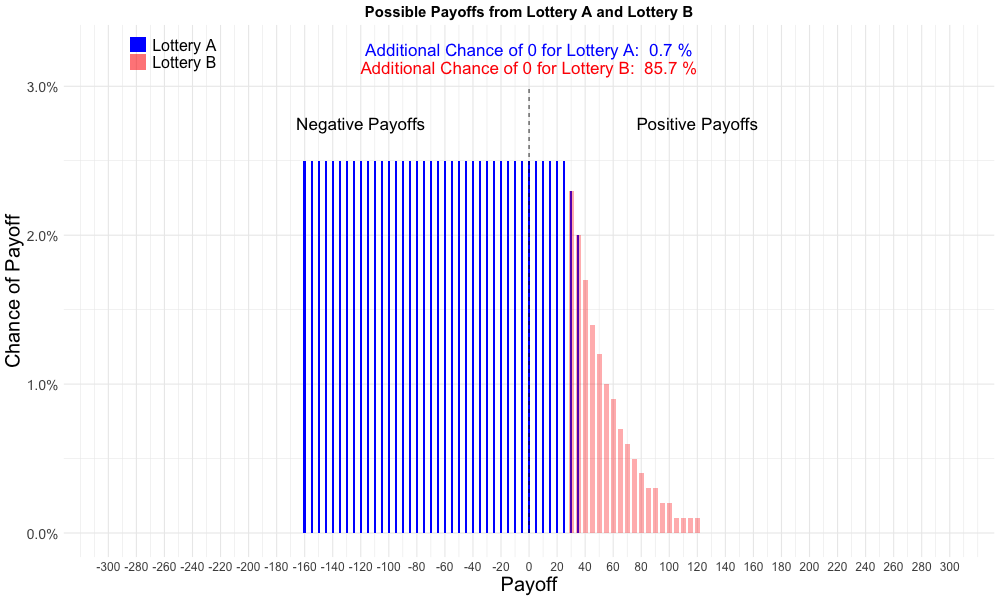 Possible Payoffs from Lottery A and Lottery B
Lottery A
Lottery B
Additional Chance of 0 for Lottery A:  0.7 %
Additional Chance of 0 for Lottery B:  85.7 %
Negative Payoffs
Positive Payoffs
Chance of Payoff
3.0%
2.0%
1.0%
0.0%
-300 -280 -260 -240 -220 -200 -180 -160 -140 -120 -100 -80 -60 -40 -20 0 20 40 60 80 100 120 140 160 180 200 220 240 260 280 300
Payoff